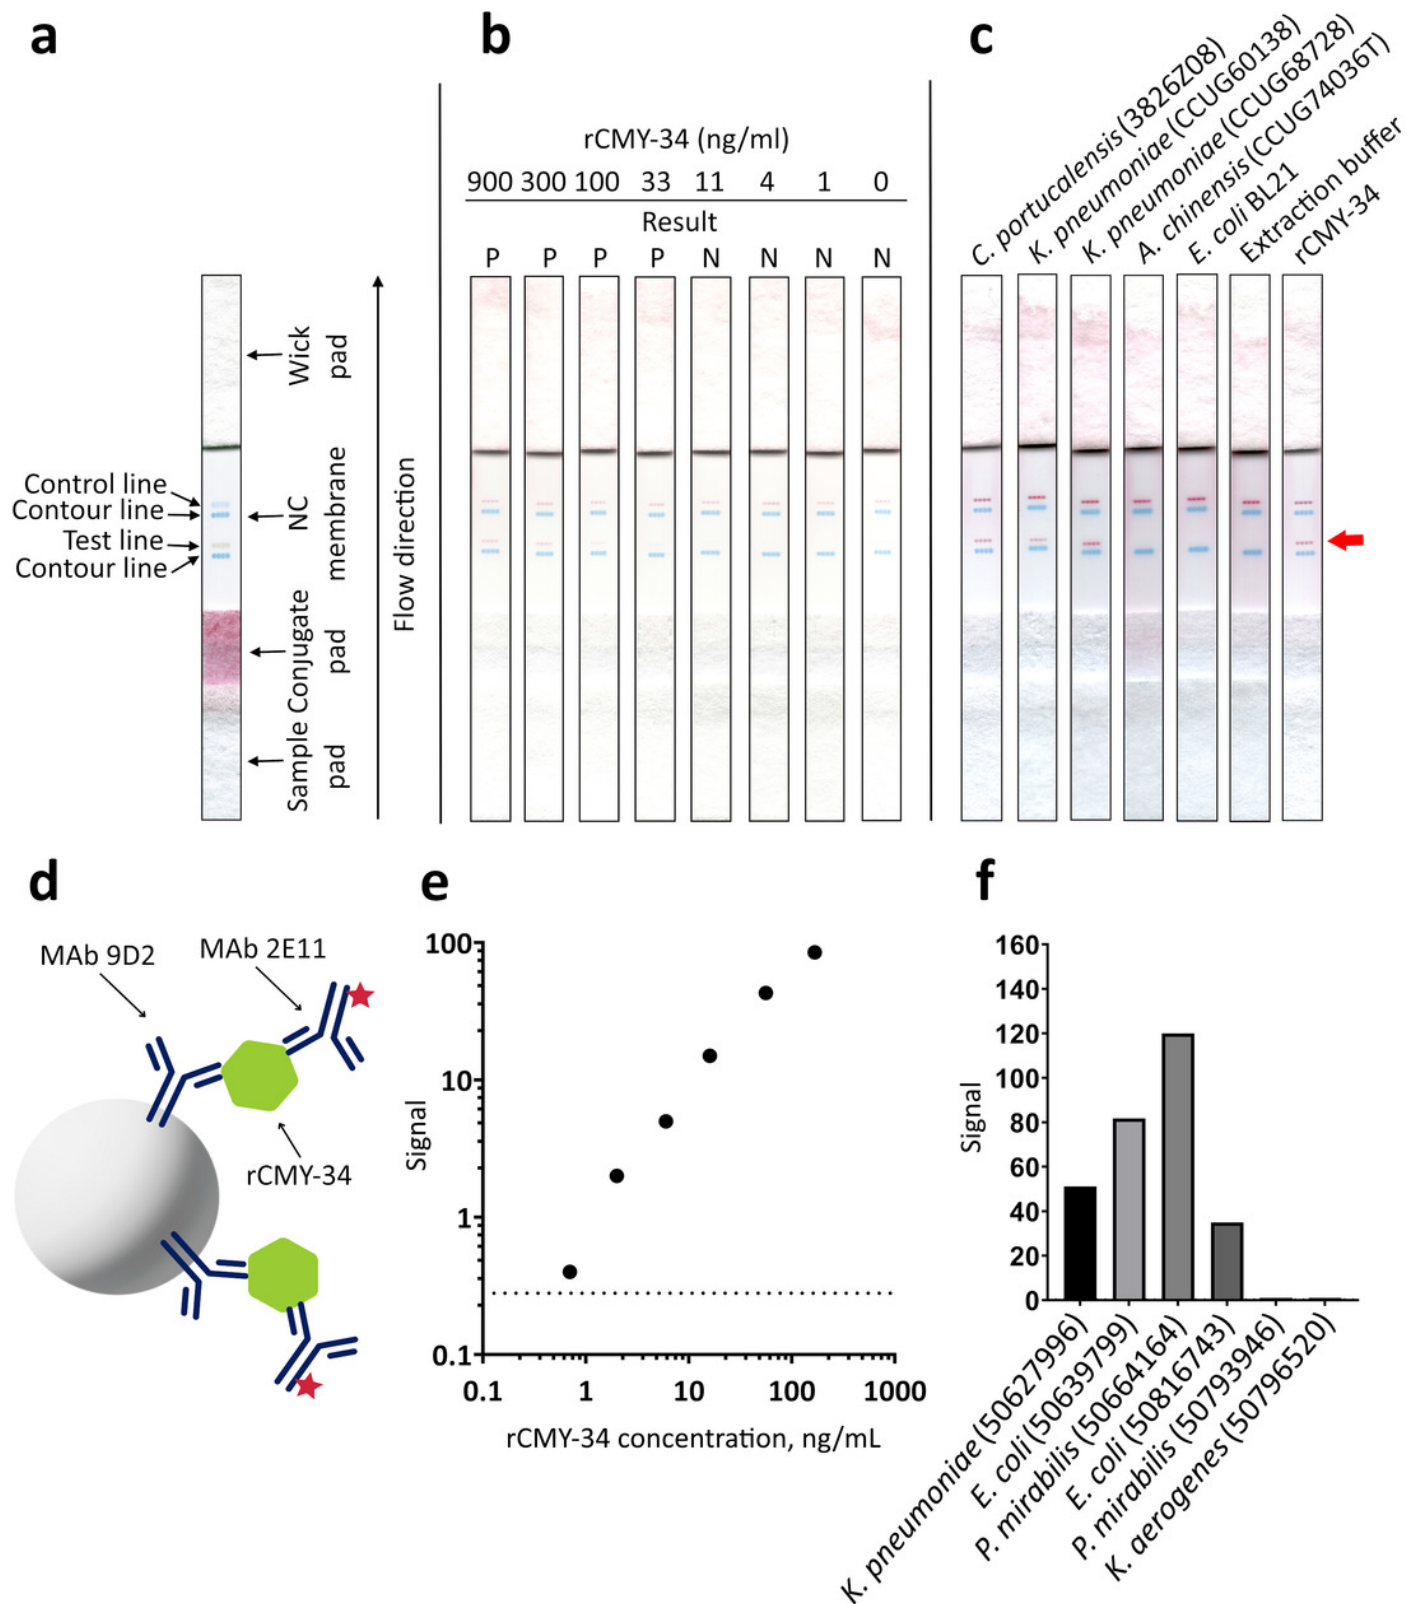 a
b
c
rCMY-34 (ng/ml)
900 300 100 33 11 4 1 0
Result
P P P P N N N N
C. portucalensis (3826Z08)
K. pneumoniae (CCUG60138)
K. pneumoniae (CCUG68728)
A. chinensis (CCUG74036T)
E. coli BL21
Extraction buffer
rCMY-34
Control line
Contour line
Test line
Contour line
Wick
pad
NC
membrane
Conjugate
pad
Sample
pad
Flow direction
d
MAb 9D2
MAb 2E11
rCMY-34
e
Signal
100
10
1
0.1
0.1 1 10 100 1000
rCMY-34 concentration, ng/mL
f
Signal
160
140
120
100
80
60
40
20
0
K. pneumoniae (50627996)
E. coli (50639799)
P. mirabilis (50664164)
E. coli (50816743)
P. mirabilis (50793946)
K. aerogenes (50796520)